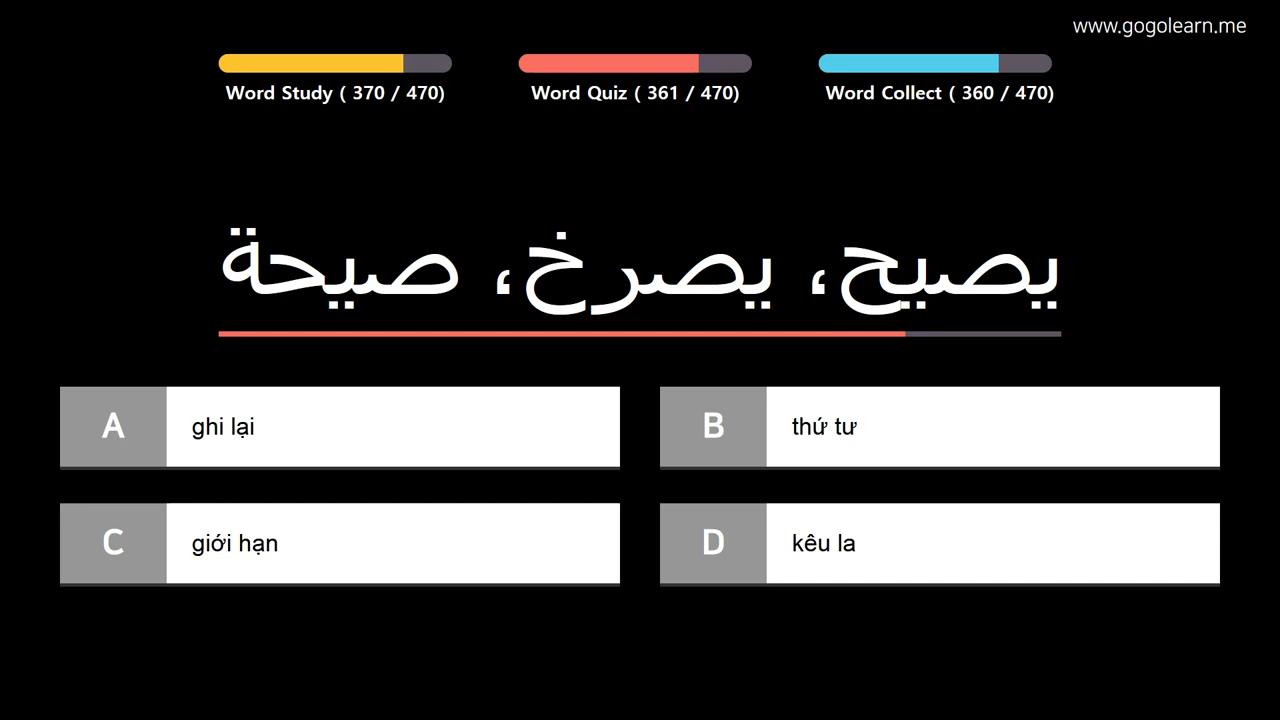 www.gogolearn.me
Word Study ( 370 / 470)
Word Quiz ( 361 / 470)
Word Collect ( 360 / 470)
يصيح، يصرخ، صيحة
A
ghi lại
B
thứ tư
C
giới hạn
D
kêu la